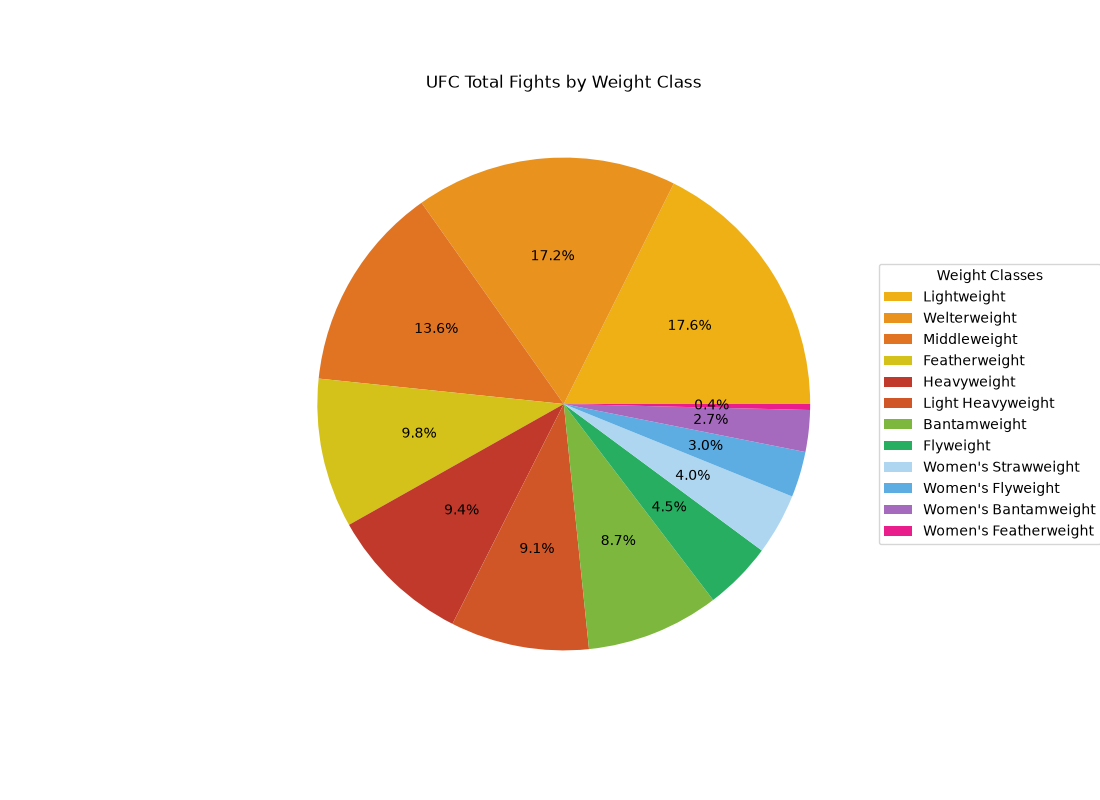 UFC Total Fights by Weight Class
17.2%
17.6%
13.6%
0.4%
2.7%
9.8%
3.0%
4.0%
9.4%
4.5%
9.1%
8.7%
Weight Classes
Lightweight
Welterweight
Middleweight
Featherweight
Heavyweight
Light Heavyweight
Bantamweight
Flyweight
Women's Strawweight
Women's Flyweight
Women's Bantamweight
Women's Featherweight